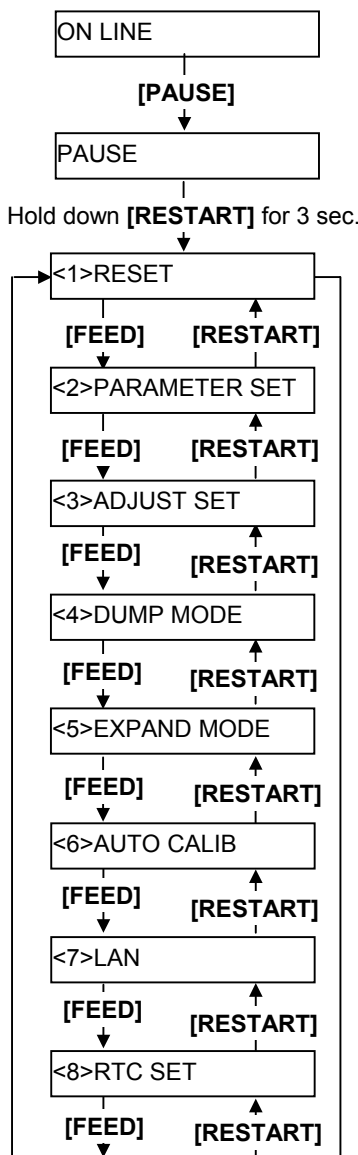 ON LINE
[PAUSE]
PAUSE
Hold down [RESTART] for 3 sec.
<1>RESET
[FEED] [RESTART]
<2>PARAMETER SET
[FEED] [RESTART]
<3>ADJUST SET
[FEED] [RESTART]
<4>DUMP MODE
[FEED] [RESTART]
<5>EXPAND MODE
[FEED] [RESTART]
<6>AUTO CALIB
[FEED] [RESTART]
<7>LAN
[FEED] [RESTART]
<8>RTC SET
[FEED] [RESTART]